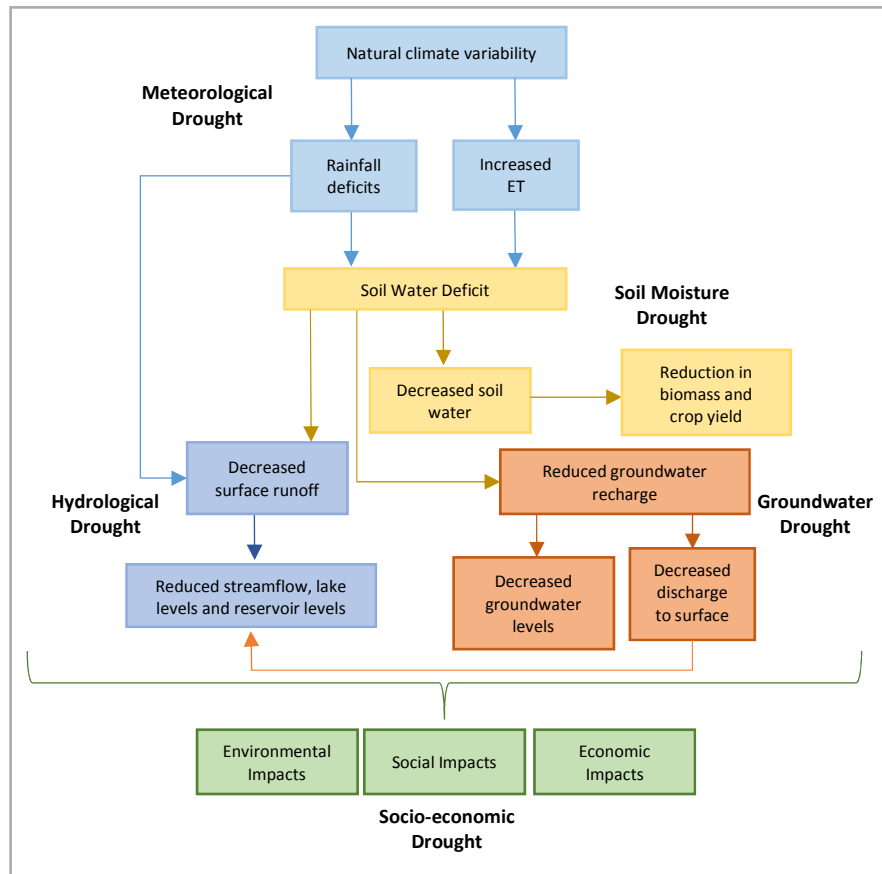 Natural climate variability
Meteorological
Drought
Rainfall
deficits
Increased
ET
Soil Water Deficit
Soil Moisture
Drought
Decreased soil
water
Reduction in
biomass and
crop yield
Decreased
surface runoff
Reduced groundwater
recharge
Hydrological
Drought
Groundwater
Drought
Reduced streamflow, lake
levels and reservoir levels
Decreased
groundwater
levels
Decreased
discharge
to surface
Environmental
Impacts
Social Impacts
Economic
Impacts
Socio-economic
Drought